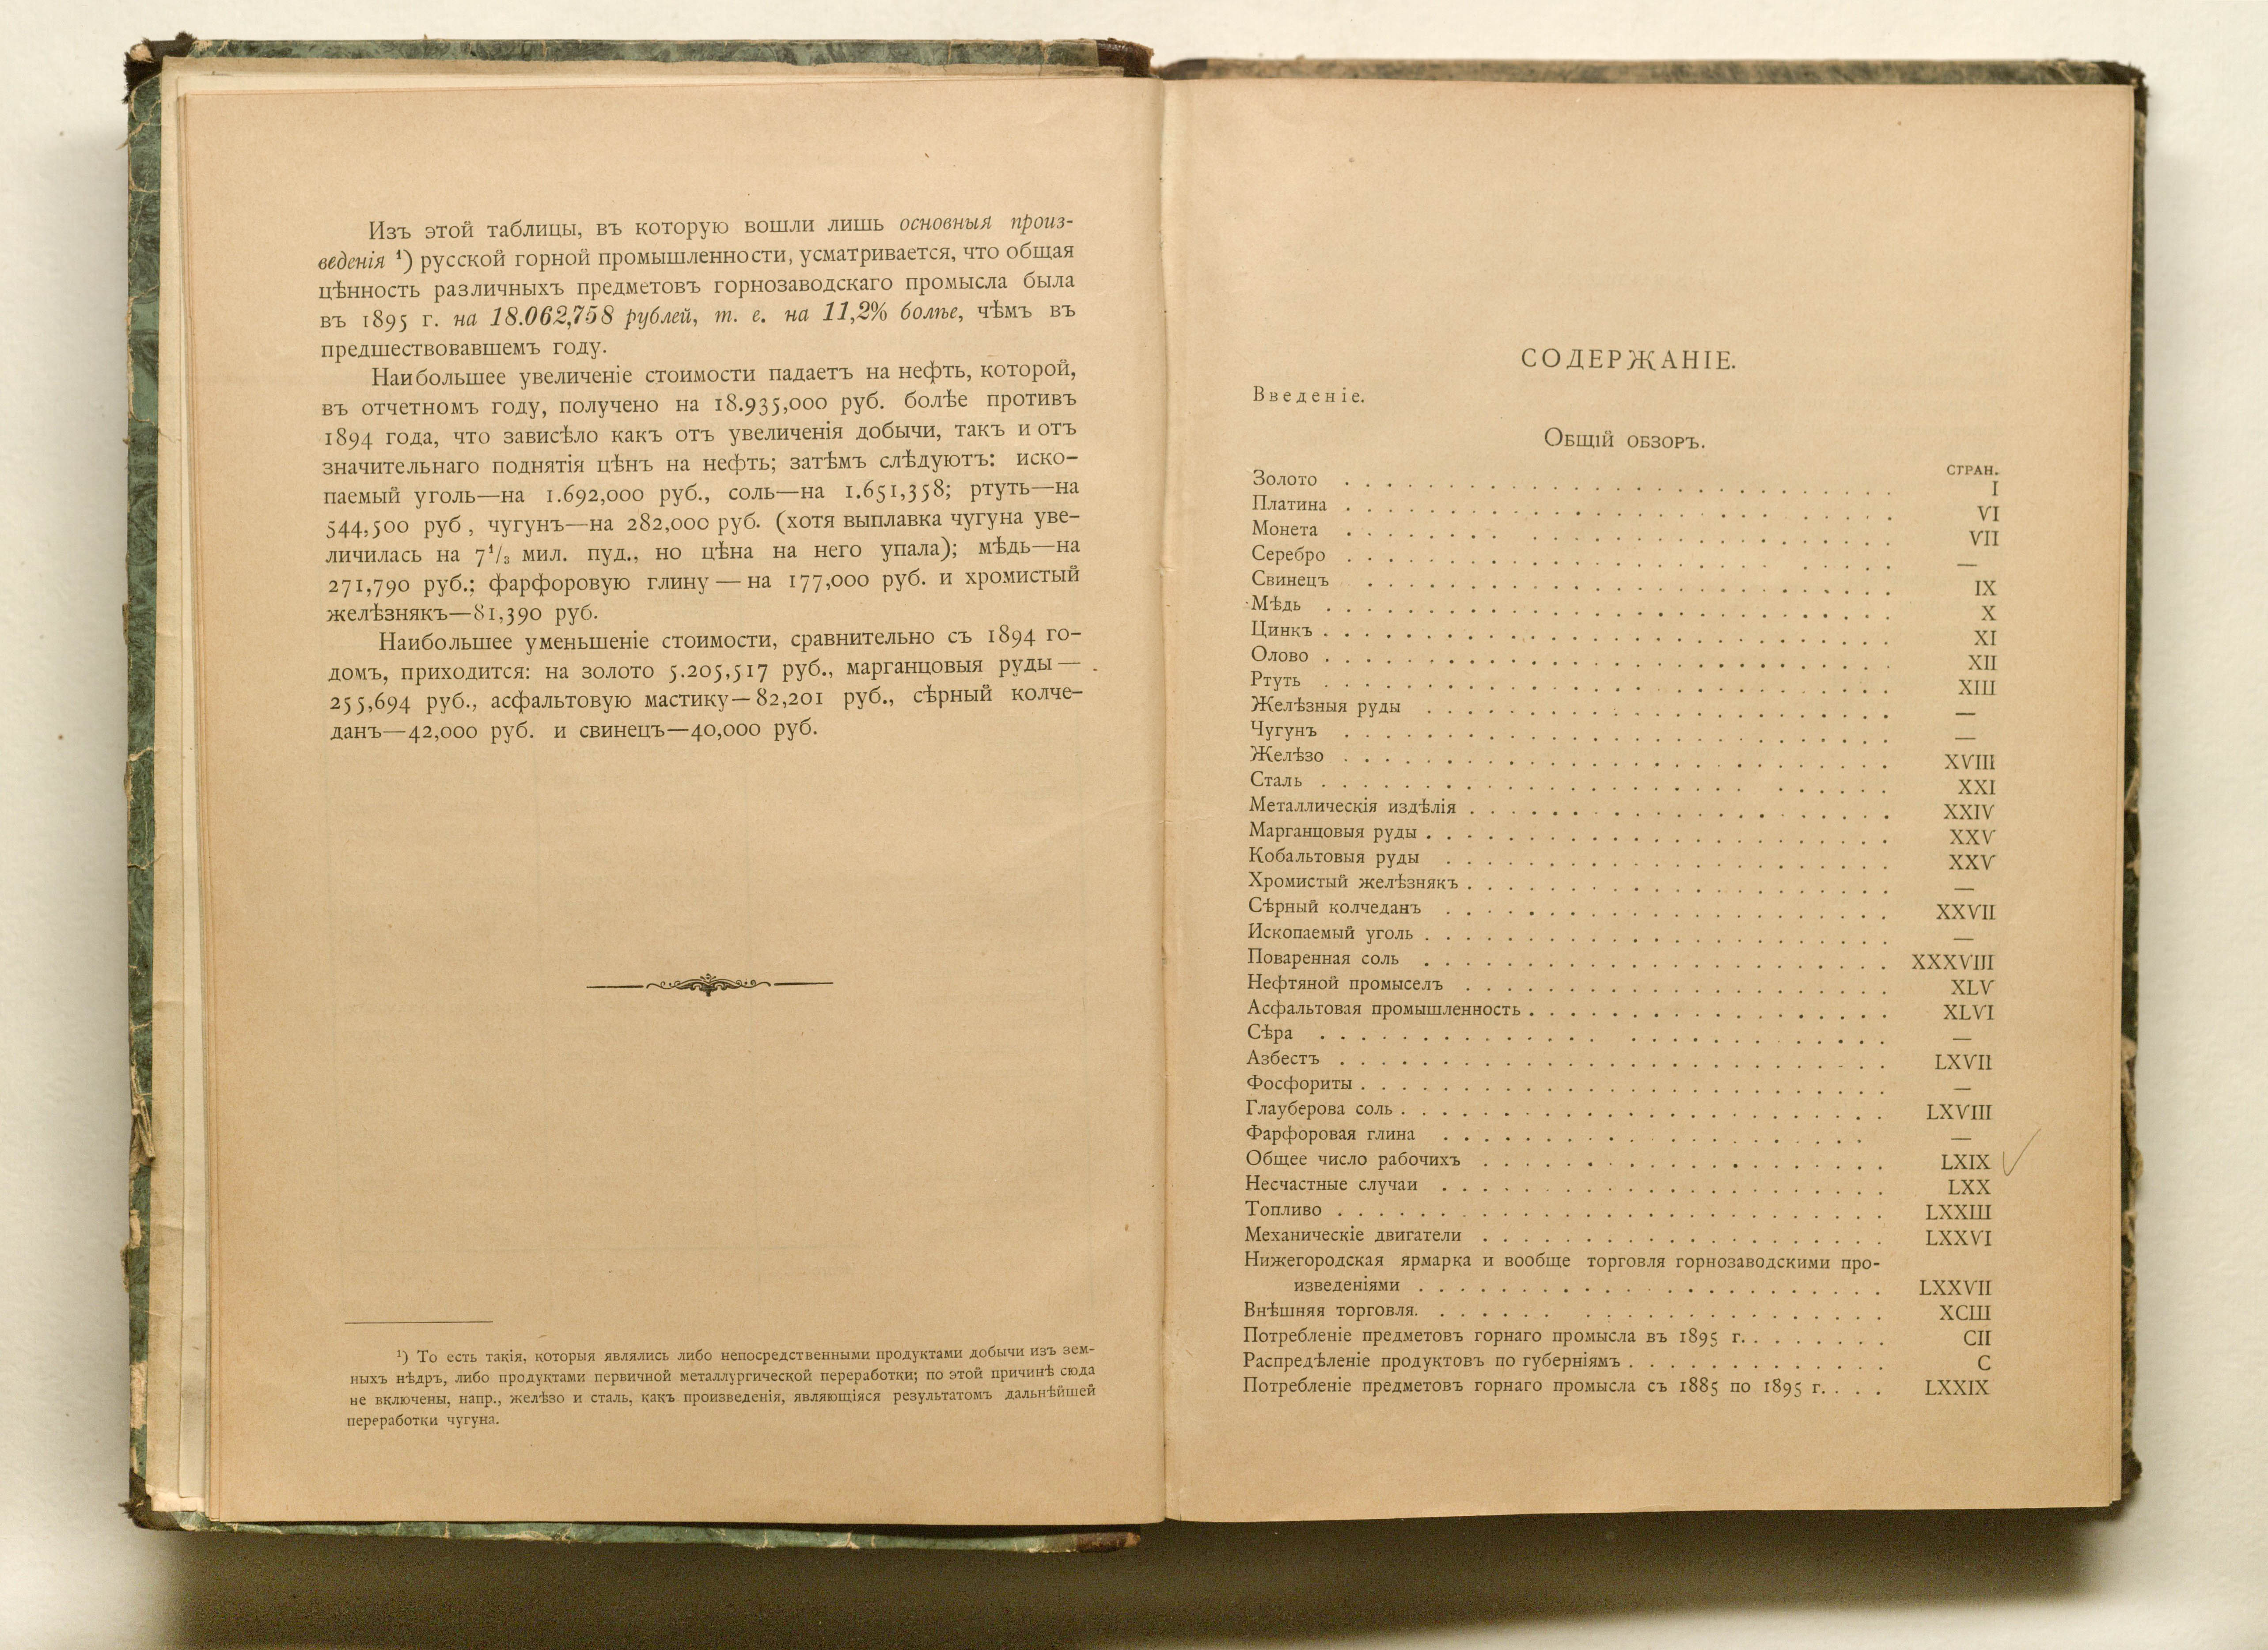 Изъ этой таблицы, въ которую вошли лишь основныя произ-
веденія ¹) русской горной промышленности, усматривается, что общая
цѣнность различныхъ предметовъ горнозаводскаго промысла была
въ 1895 г. на 18.062,758 рублей, т. е. на 11,2% болѣе, чѣмъ въ
предшествовавшемъ году.
Наибольшее увеличеніе стоимости падаетъ на нефть, которой,
въ отчетномъ году, получено на 18.935,000 руб. болѣе противъ
1894 года, что зависѣло какъ отъ увеличенія добычи, такъ и отъ
значительнаго поднятія цѣнъ на нефть; затѣмъ слѣдуютъ: иско-
паемый уголь—на 1.692,000 руб., соль—на 1.651,358; ртуть—на
544,500 руб, чугунъ—на 282,000 руб. (хотя выплавка чугуна уве-
личилась на 7¹/₃ мил. пуд., но цѣна на него упала); мѣдь—на
271,790 руб.; фарфоровую глину — на 177,000 руб. и хромистый
желѣзнякъ—81,390 руб.
Наибольшее уменьшеніе стоимости, сравнительно съ 1894 го-
домъ, приходится: на золото 5.205,517 руб., марганцовыя руды —
255,694 руб., асфальтовую мастику—82,201 руб., сѣрный колче-
данъ—42,000 руб. и свинецъ—40,000 руб.
¹) То есть такія, которыя являлись либо непосредственными продуктами добычи изъ зем-
ныхъ нѣдръ, либо продуктами первичной металлургической переработки; по этой причинѣ сюда
не включены, напр., желѣзо и сталь, какъ произведенія, являющіяся результатомъ дальнѣйшей
переработки чугуна.
СОДЕРЖАНІЕ.
Введеніе.
Общій обзоръ.
СТРАН.
Золото . . . . . . . . . . I
Платина . . . . . . . . . . VI
Монета . . . . . . . . . . VII
Серебро . . . . . . . . . . —
Свинецъ . . . . . . . . . . IX
Мѣдь . . . . . . . . . . X
Цинкъ . . . . . . . . . . XI
Олово . . . . . . . . . . XII
Ртуть . . . . . . . . . . XIII
Желѣзныя руды . . . . . . . . . . —
Чугунъ . . . . . . . . . . —
Желѣзо . . . . . . . . . . XVIII
Сталь . . . . . . . . . . XXI
Металлическія издѣлія . . . . . . . . . . XXIV
Марганцовыя руды . . . . . . . . . . XXV
Кобальтовыя руды . . . . . . . . . . XXV
Хромистый желѣзнякъ . . . . . . . . . . —
Сѣрный колчеданъ . . . . . . . . . . XXVII
Ископаемый уголь . . . . . . . . . . —
Поваренная соль . . . . . . . . . . XXXVIII
Нефтяной промыселъ . . . . . . . . . . XLV
Асфальтовая промышленность . . . . . . . . . . XLVI
Сѣра . . . . . . . . . . —
Азбестъ . . . . . . . . . . LXVII
Фосфориты . . . . . . . . . . —
Глауберова соль . . . . . . . . . . LXVIII
Фарфоровая глина . . . . . . . . . . —
Общее число рабочихъ . . . . . . . . . . LXIX
Несчастные случаи . . . . . . . . . . LXX
Топливо . . . . . . . . . . LXXIII
Механическіе двигатели . . . . . . . . . . LXXVI
Нижегородская ярмарка и вообще торговля горнозаводскими про-
изведеніями . . . . . . . . . . LXXVII
Внѣшняя торговля. . . . . . . . . . XCIII
Потребленіе предметовъ горнаго промысла въ 1895 г. . . . . . . CII
Распредѣленіе продуктовъ по губерніямъ . . . . . . . . . . C
Потребленіе предметовъ горнаго промысла съ 1885 по 1895 г. . . . LXXIX